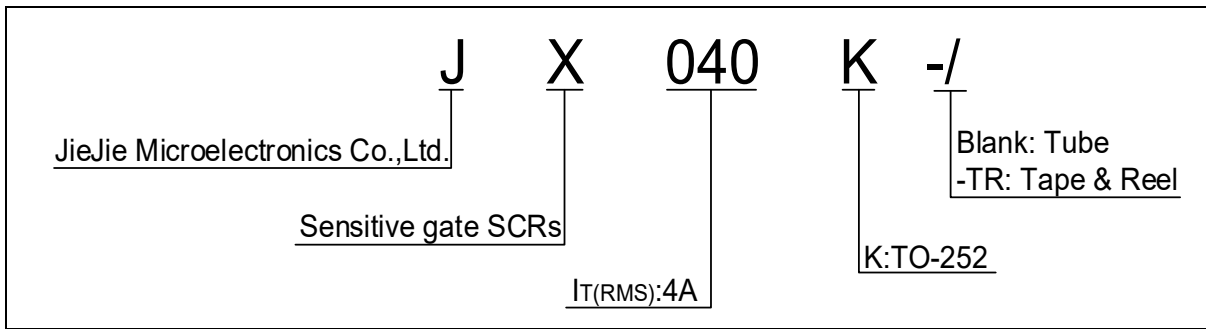 J X 040 K -/
JieJie Microelectronics Co.,Ltd.
Blank: Tube
-TR: Tape & Reel
Sensitive gate SCRs
K:TO-252
IT(RMS):4A